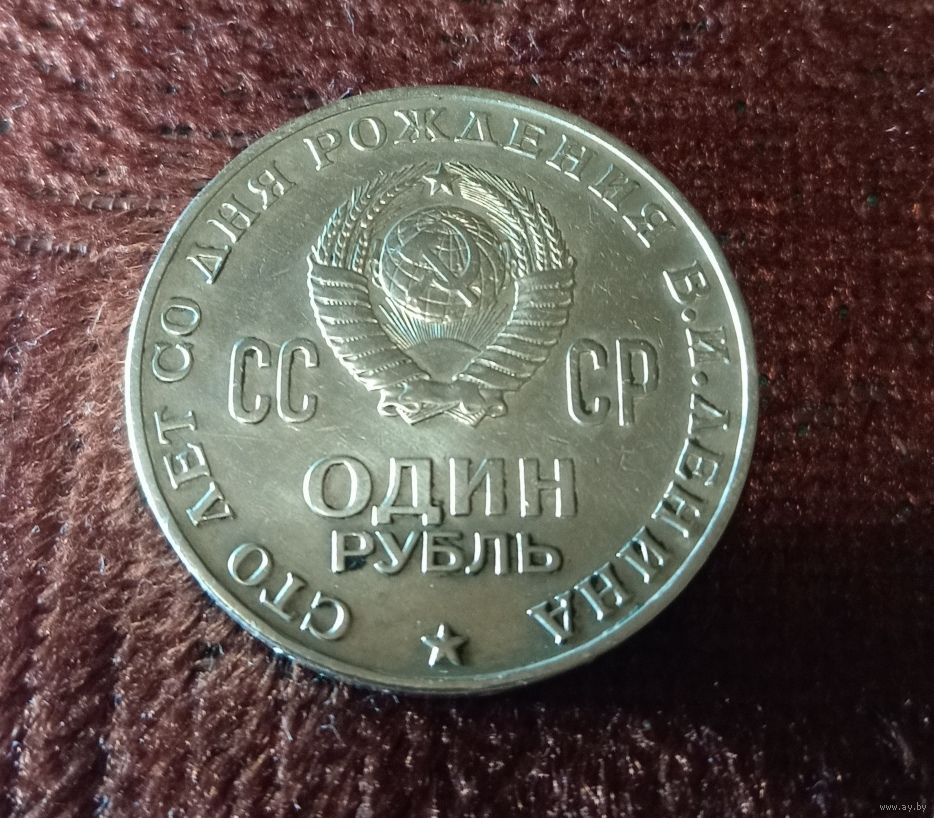 СТО ЛЕТ СО ДНЯ РОЖДЕНИЯ В.И.ЛЕНИНА
СС СР
ОДИН
РУБЛЬ
www.ay.by